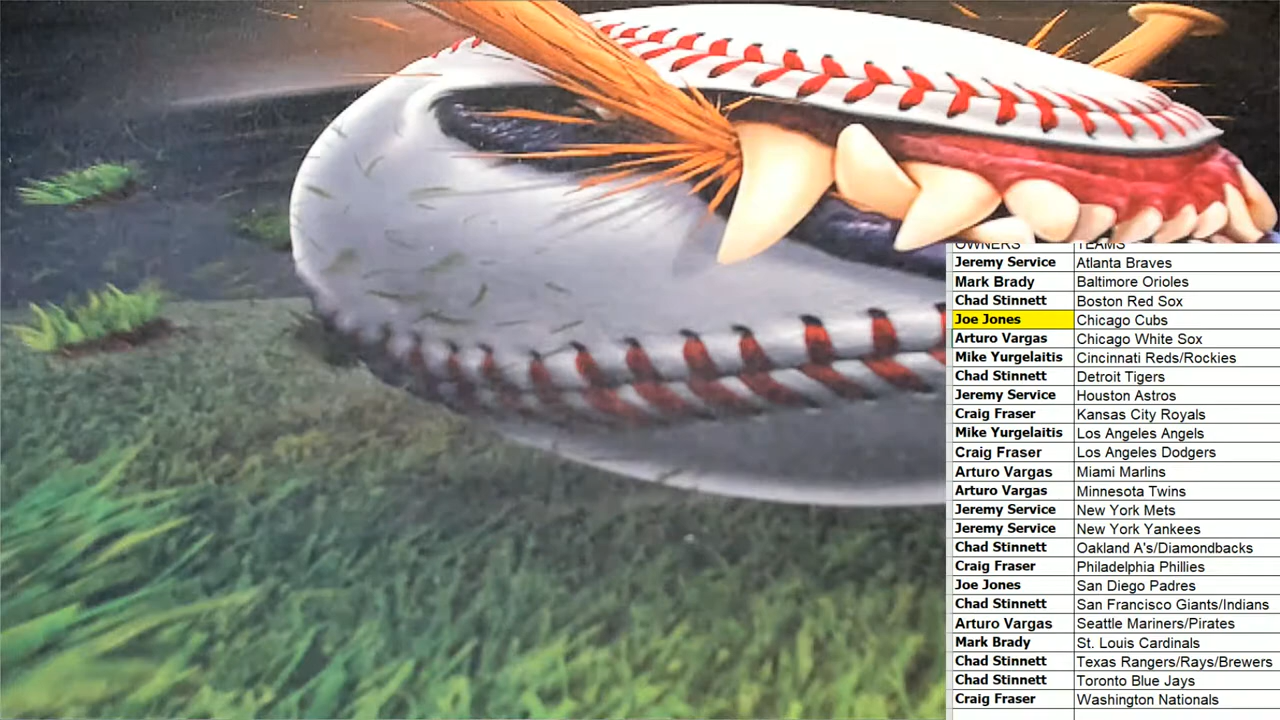 OWNERS TEAMS
Jeremy Service Atlanta Braves
Mark Brady Baltimore Orioles
Chad Stinnett Boston Red Sox
Joe Jones Chicago Cubs
Arturo Vargas Chicago White Sox
Mike Yurgelaitis Cincinnati Reds/Rockies
Chad Stinnett Detroit Tigers
Jeremy Service Houston Astros
Craig Fraser Kansas City Royals
Mike Yurgelaitis Los Angeles Angels
Craig Fraser Los Angeles Dodgers
Arturo Vargas Miami Marlins
Arturo Vargas Minnesota Twins
Jeremy Service New York Mets
Jeremy Service New York Yankees
Chad Stinnett Oakland A's/Diamondbacks
Craig Fraser Philadelphia Phillies
Joe Jones San Diego Padres
Chad Stinnett San Francisco Giants/Indians
Arturo Vargas Seattle Mariners/Pirates
Mark Brady St. Louis Cardinals
Chad Stinnett Texas Rangers/Rays/Brewers
Chad Stinnett Toronto Blue Jays
Craig Fraser Washington Nationals